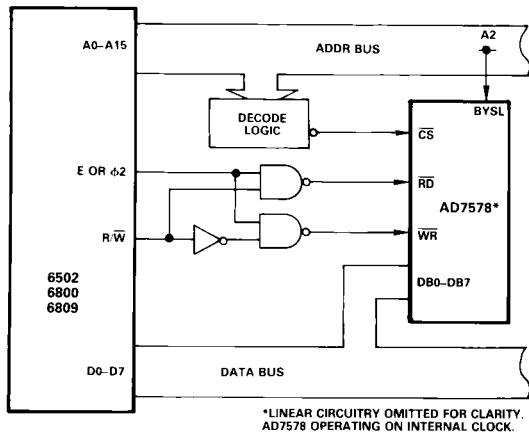 A0–A15
ADDR BUS
A2
BYSL
DECODE
LOGIC
CS
E OR ϕ2
RD
AD7578*
R/W
WR
6502
6800
6809
DB0–DB7
D0–D7
DATA BUS
*LINEAR CIRCUITRY OMITTED FOR CLARITY.
AD7578 OPERATING ON INTERNAL CLOCK.